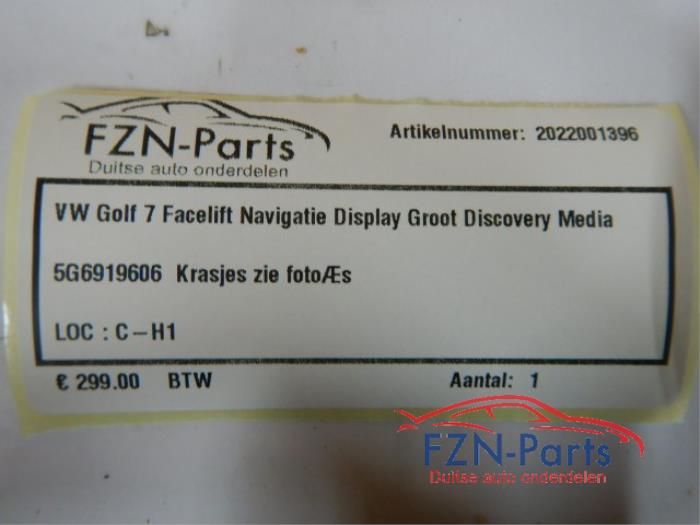 FZN-Parts
Duitse auto onderdelen
Artikelnummer: 2022001396
VW Golf 7 Facelift Navigatie Display Groot Discovery Media
5G6919606 Krasjes zie fotoÆs
LOC : C-H1
€ 299.00 BTW
Aantal: 1
FZN-Parts
Duitse auto onderdelen